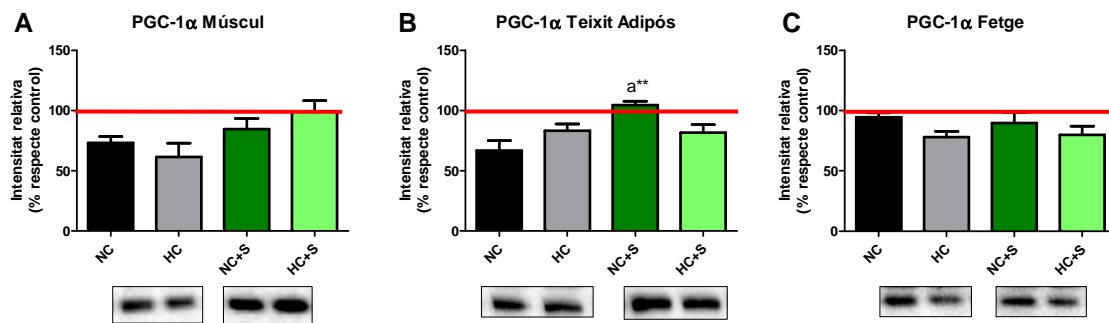 A
PGC-1α Múscul
Intensitat relativa
(% respecte control)
150
100
50
0
NC
HC
NC+S
HC+S
B
PGC-1α Teixit Adipós
Intensitat relativa
(% respecte control)
150
100
50
0
a**
NC
HC
NC+S
HC+S
C
PGC-1α Fetge
Intensitat relativa
(% respecte control)
150
100
50
0
NC
HC
NC+S
HC+S